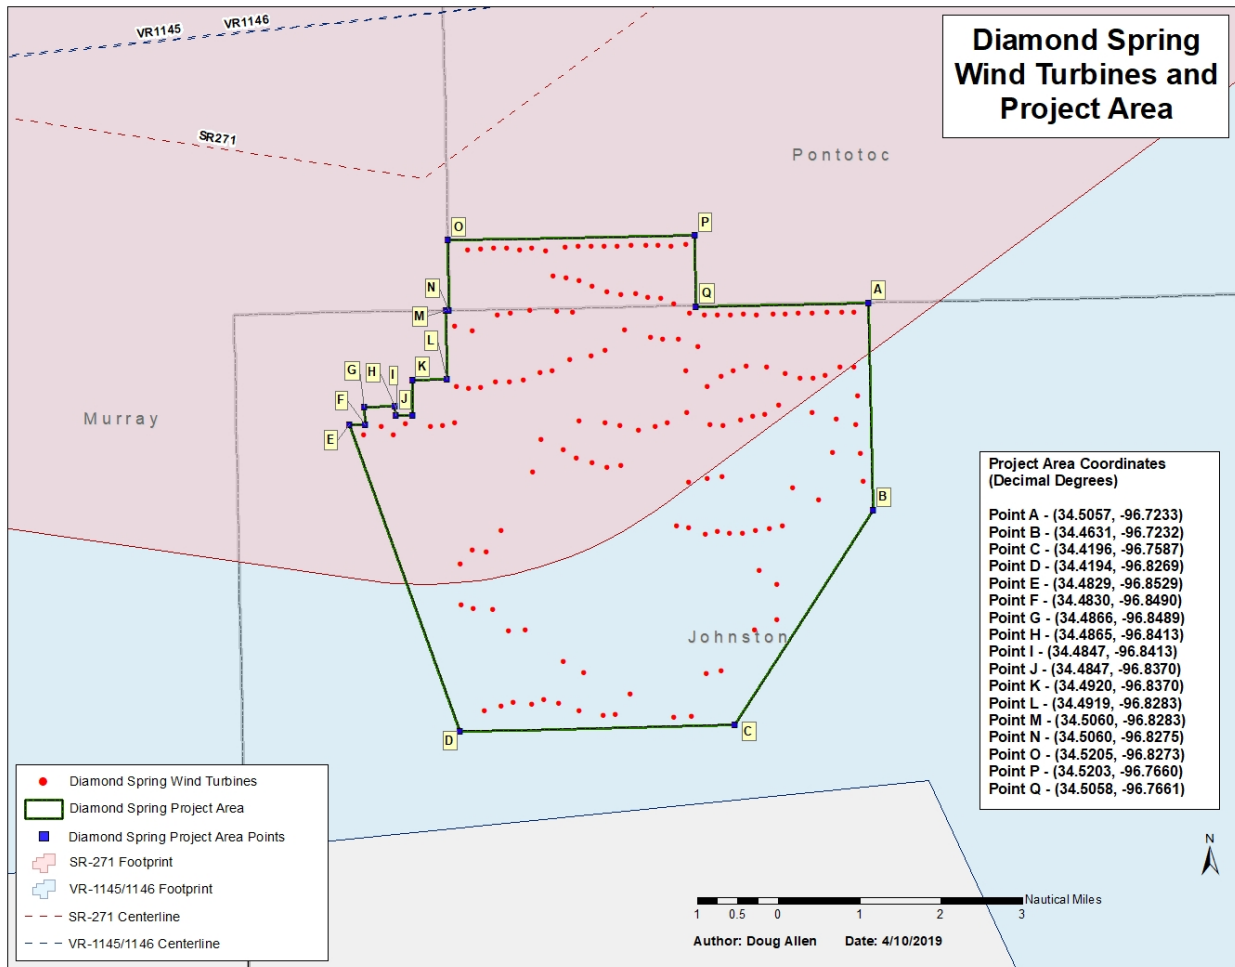 VR1145
VR1146
Diamond Spring
Wind Turbines and
Project Area
SR271
Pontotoc
O
P
N
Q
A
M
L
G
H
I
K
F
J
Murray
E
B
Project Area Coordinates
(Decimal Degrees)
Point A - (34.5057, -96.7233)
Point B - (34.4631, -96.7232)
Point C - (34.4196, -96.7587)
Point D - (34.4194, -96.8269)
Point E - (34.4829, -96.8529)
Point F - (34.4830, -96.8490)
Point G - (34.4866, -96.8489)
Point H - (34.4865, -96.8413)
Point I - (34.4847, -96.8413)
Point J - (34.4847, -96.8370)
Point K - (34.4920, -96.8370)
Point L - (34.4919, -96.8283)
Point M - (34.5060, -96.8283)
Point N - (34.5060, -96.8275)
Point O - (34.5205, -96.8273)
Point P - (34.5203, -96.7660)
Point Q - (34.5058, -96.7661)
Johnston
D
C
Diamond Spring Wind Turbines
Diamond Spring Project Area
Diamond Spring Project Area Points
SR-271 Footprint
VR-1145/1146 Footprint
SR-271 Centerline
VR-1145/1146 Centerline
N
Nautical Miles
1 0.5 0 1 2 3
Author: Doug Allen Date: 4/10/2019